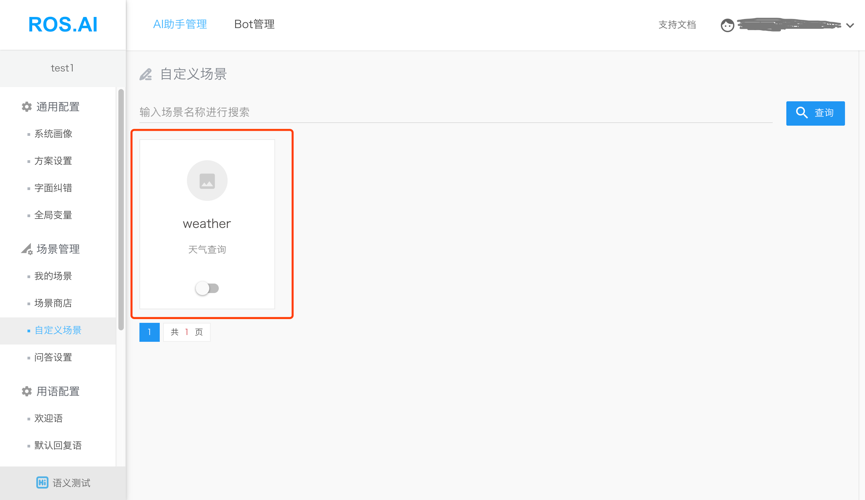 ROS.AI
AI助手管理 Bot管理 支持文档
test1
通用配置
系统画像
方案设置
字面纠错
全局变量
场景管理
我的场景
场景商店
自定义场景
问答设置
用语配置
欢迎语
默认回复语
Hi 语义测试
自定义场景
输入场景名称进行搜索 查询
weather
天气查询
1 共 1 页